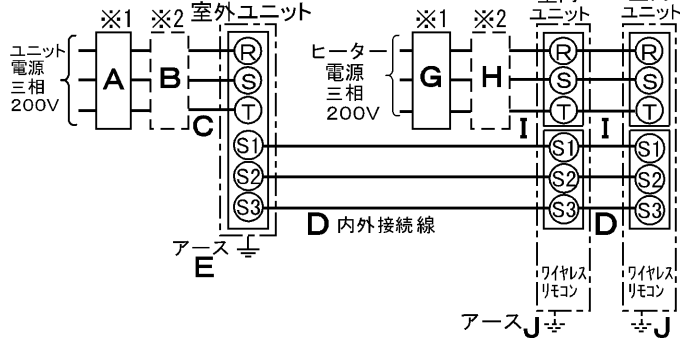 ※1 ※2 室外ユニット
ユニット
電源
三相
200V
A B
R
S
T
C
S1
S2
S3
アース
E
D 内外接続線
※1 ※2
ヒーター
電源
三相
200V
G H
ユニット
R
S
T
I
S1
S2
S3
ワイヤレス
リモコン
アース J
ユニット
R
S
T
I
S1
S2
S3
D
ワイヤレス
リモコン
J